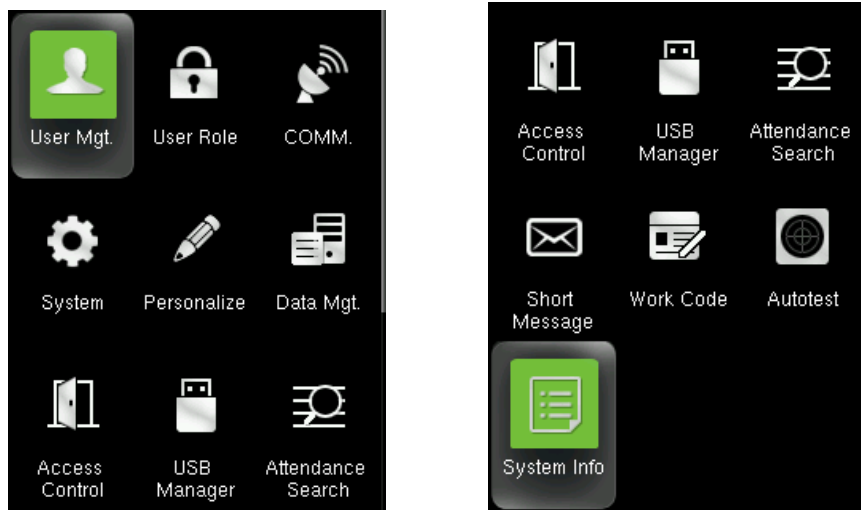 User Mgt.
User Role
COMM.
System
Personalize
Data Mgt.
Access
Control
USB
Manager
Attendance
Search
Access
Control
USB
Manager
Attendance
Search
Short
Message
Work Code
Autotest
System Info